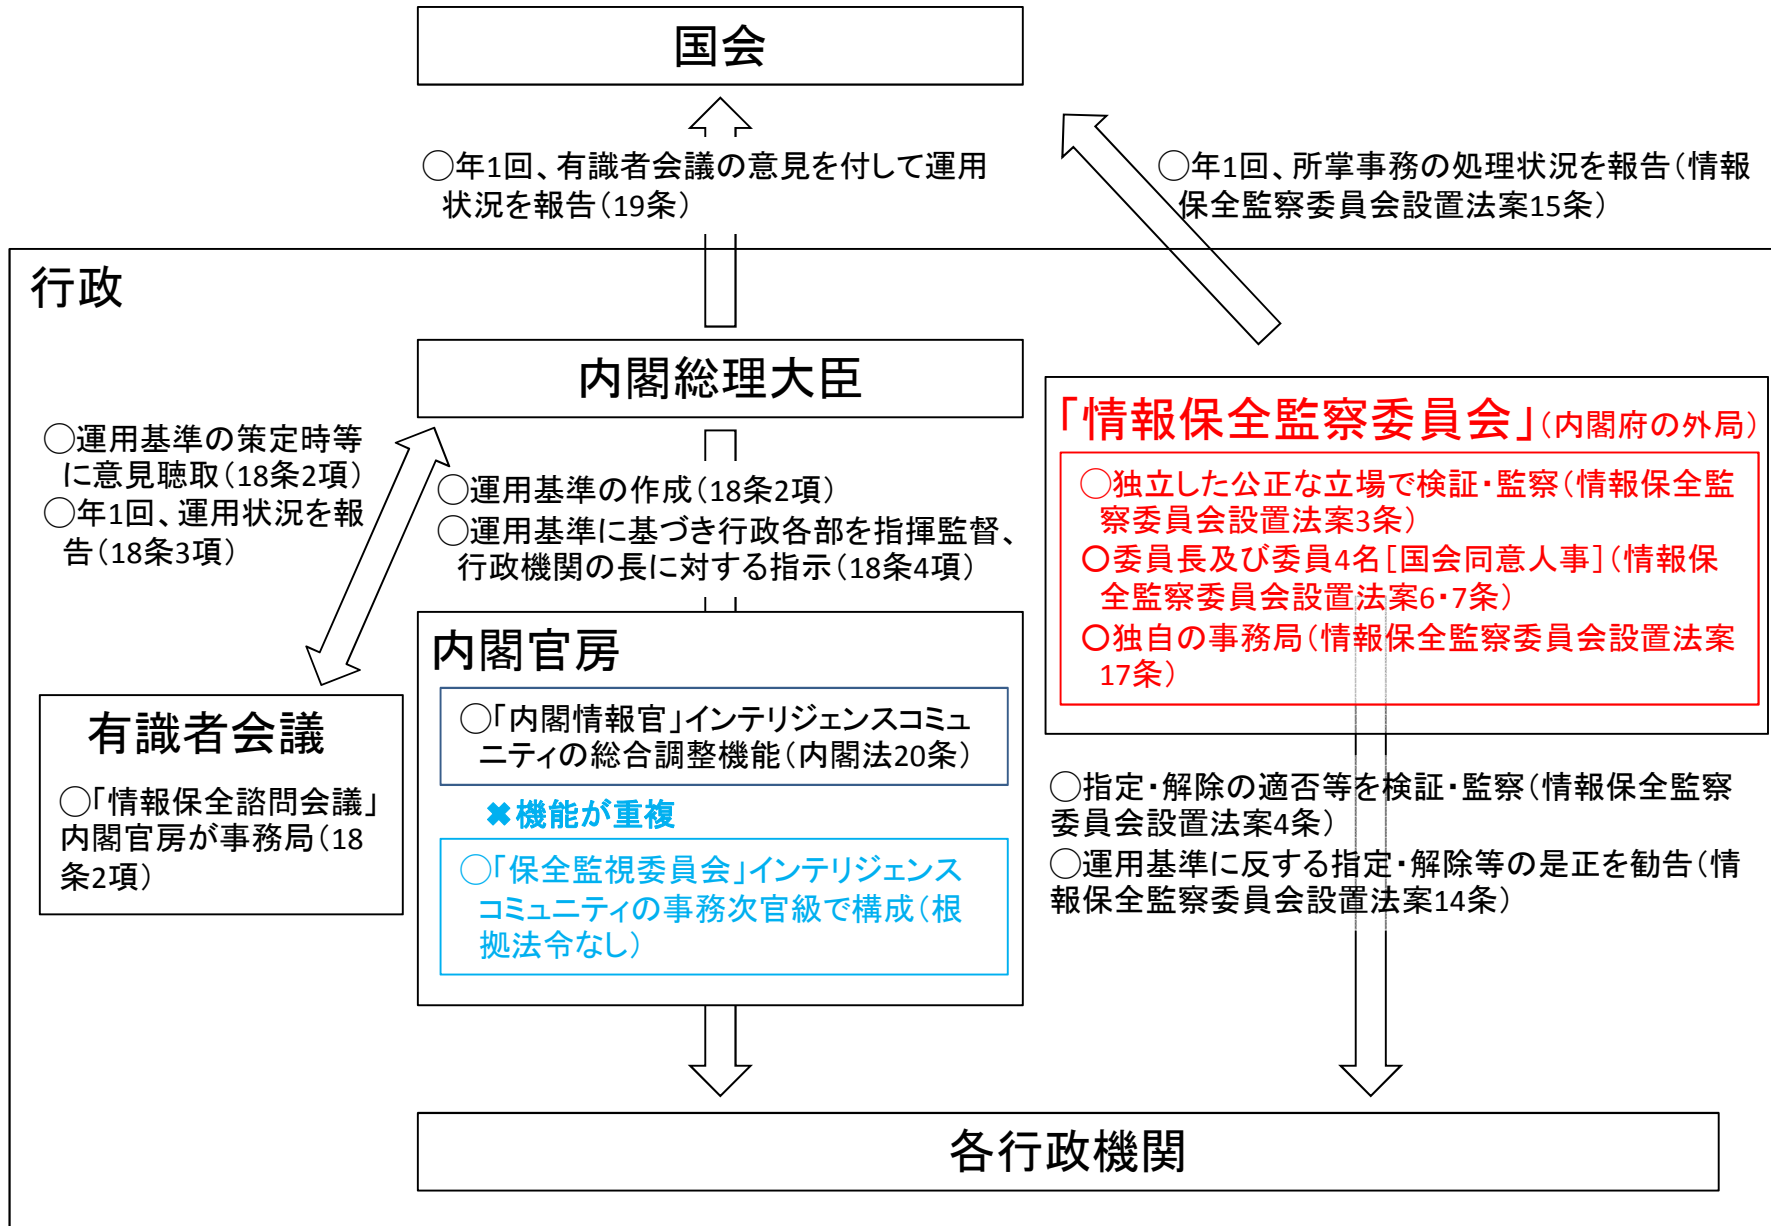 国会
◯年1回、有識者会議の意見を付して運用
状況を報告（19条）
◯年1回、所掌事務の処理状況を報告（情報
保全監察委員会設置法案15条）
行政
内閣総理大臣
◯運用基準の策定時等
に意見聴取（18条2項）
◯年1回、運用状況を報
告（18条3項）
◯運用基準の作成（18条2項）
◯運用基準に基づき行政各部を指揮監督、
行政機関の長に対する指示（18条4項）
「情報保全監察委員会」（内閣府の外局）
◯独立した公正な立場で検証・監察（情報保全監
察委員会設置法案3条）
○委員長及び委員4名［国会同意人事］（情報保
全監察委員会設置法案6・7条）
○独自の事務局（情報保全監察委員会設置法案
17条）
有識者会議
◯「情報保全諮問会議」
内閣官房が事務局（18
条2項）
内閣官房
◯「内閣情報官」インテリジェンスコミュ
ニティの総合調整機能（内閣法20条）
✖機能が重複
◯「保全監視委員会」インテリジェンス
コミュニティの事務次官級で構成（根
拠法令なし）
◯指定・解除の適否等を検証・監察（情報保全監察
委員会設置法案4条）
◯運用基準に反する指定・解除等の是正を勧告（情
報保全監察委員会設置法案14条）
各行政機関